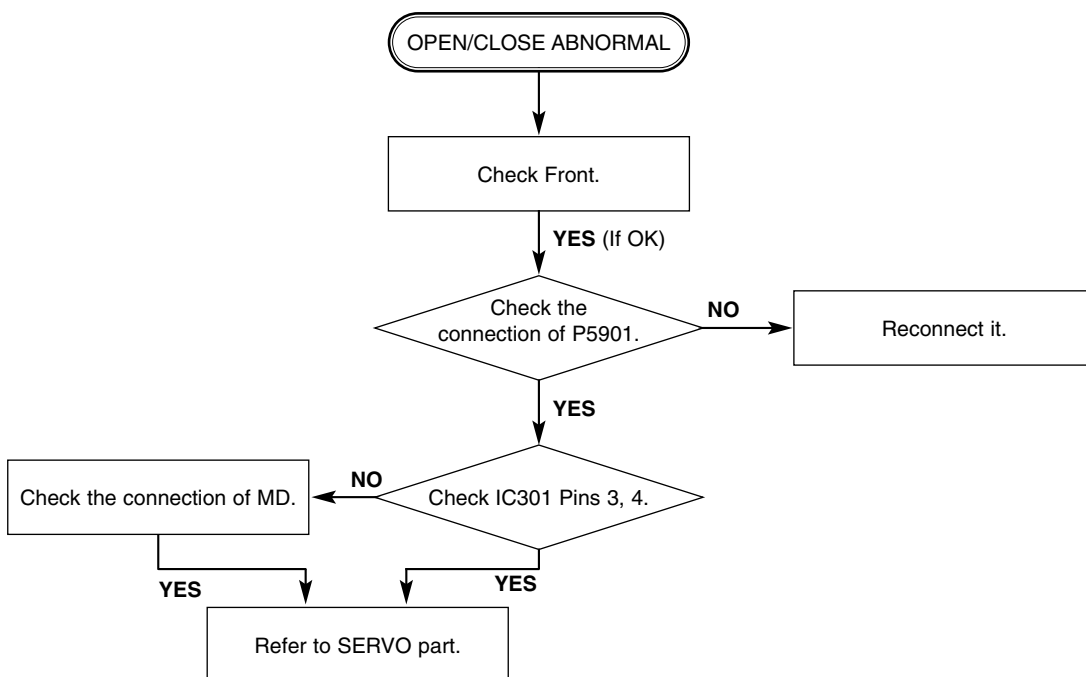 OPEN/CLOSE ABNORMAL
Check Front.
YES (If OK)
Check the
connection of P5901.
NO
Reconnect it.
YES
Check the connection of MD.
NO
Check IC301 Pins 3, 4.
YES
YES
Refer to SERVO part.